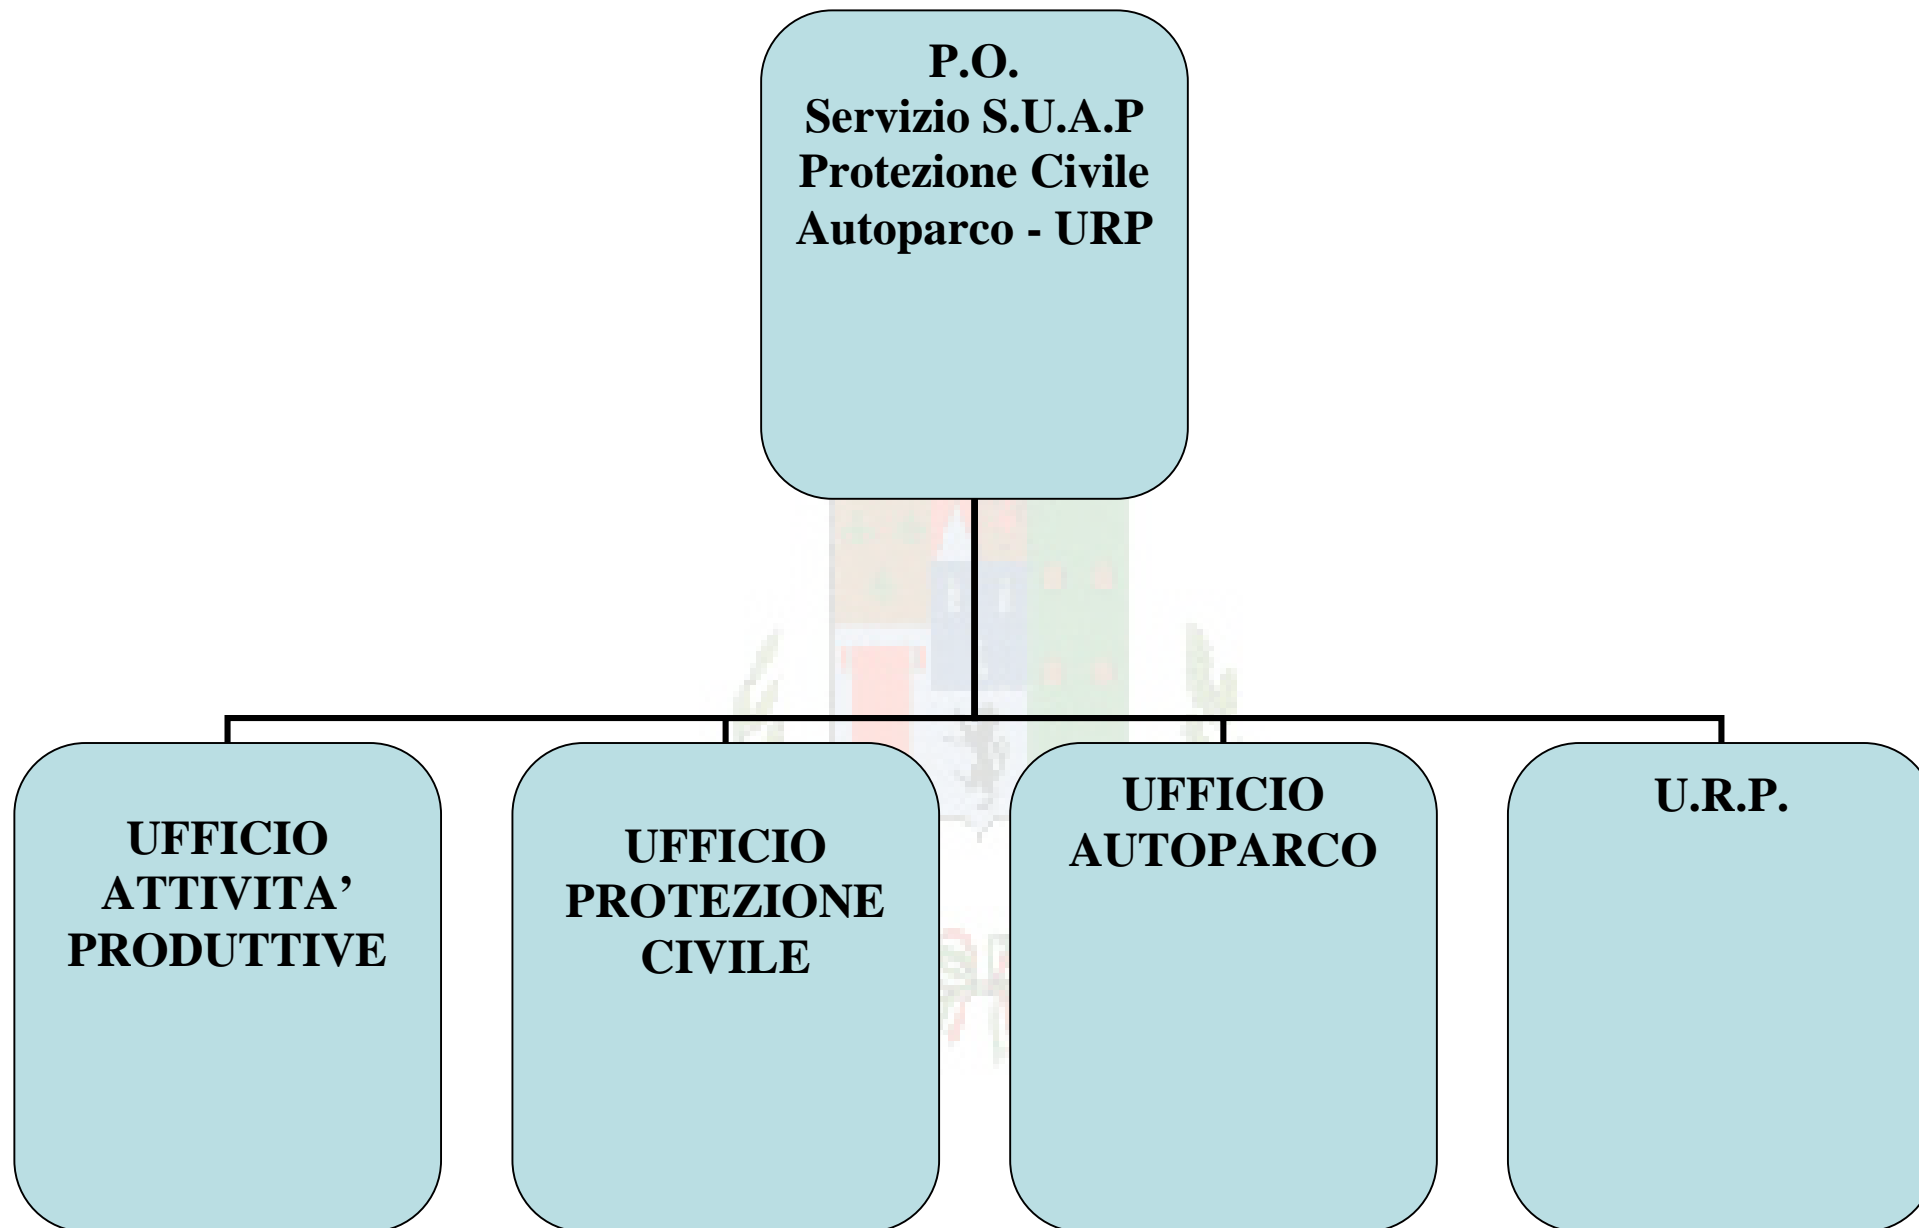 P.O.
Servizio S.U.A.P
Protezione Civile
Autoparco - URP
UFFICIO
ATTIVITA’
PRODUTTIVE
UFFICIO
PROTEZIONE
CIVILE
UFFICIO
AUTOPARCO
U.R.P.